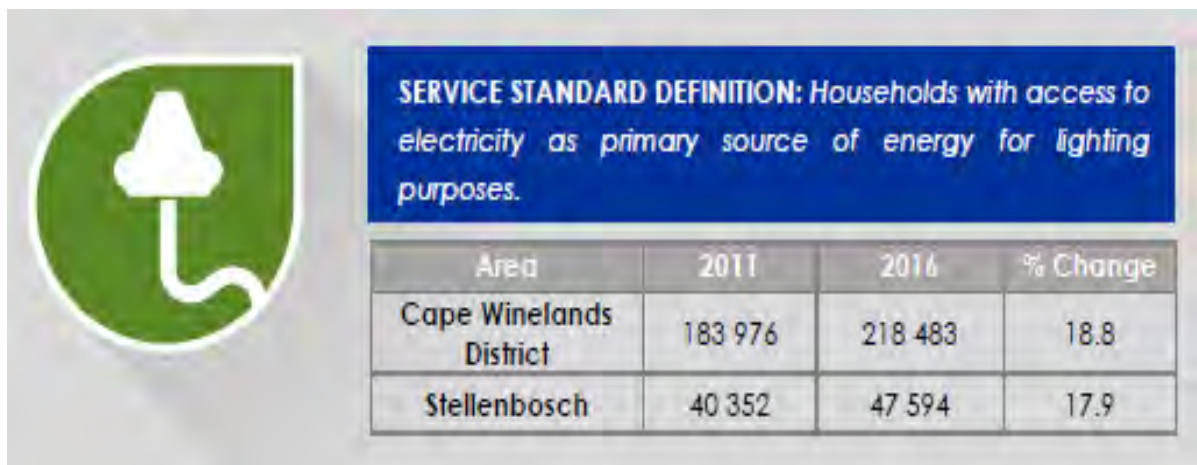 SERVICE STANDARD DEFINITION: Households with access to
electricity as primary source of energy for lighting
purposes.
Area 2011 2016 % Change
Cape Winelands
District 183 976 218 483 18.8
Stellenbosch 40 352 47 594 17.9